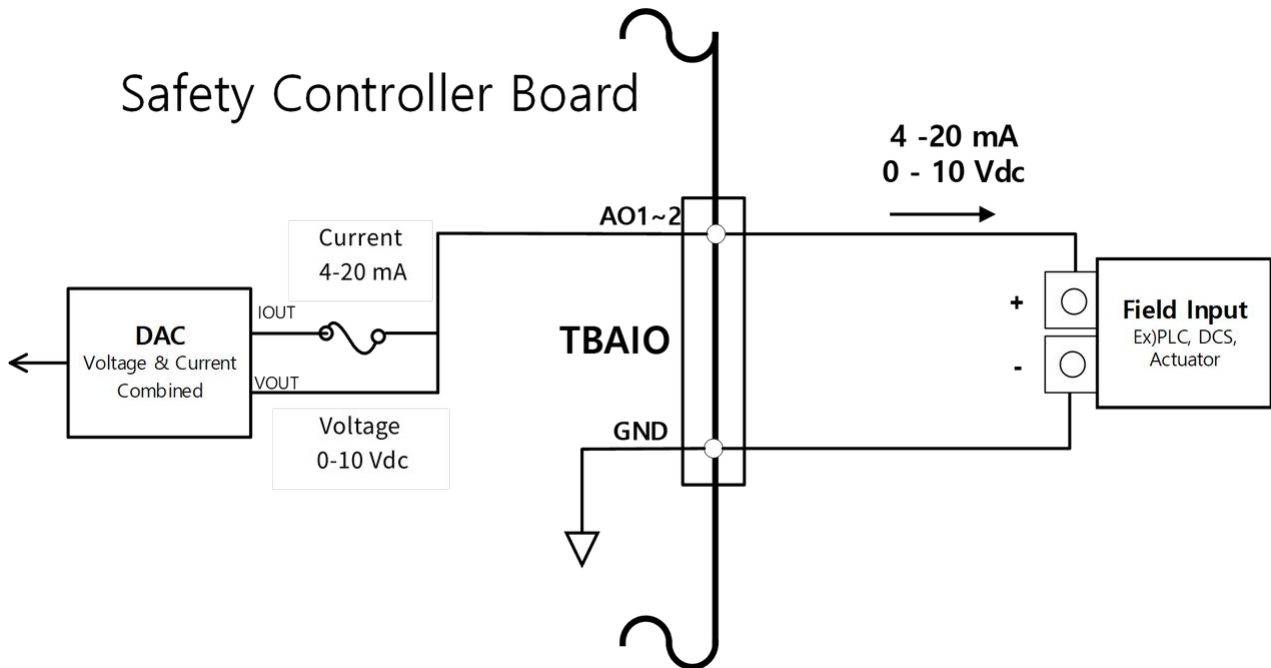 Safety Controller Board
4 -20 mA
0 - 10 Vdc
AO1~2
Current
4-20 mA
IOUT
DAC
Voltage & Current
Combined
VOUT
Voltage
0-10 Vdc
TBAIO
GND
+
-
Field Input
Ex)PLC, DCS,
Actuator